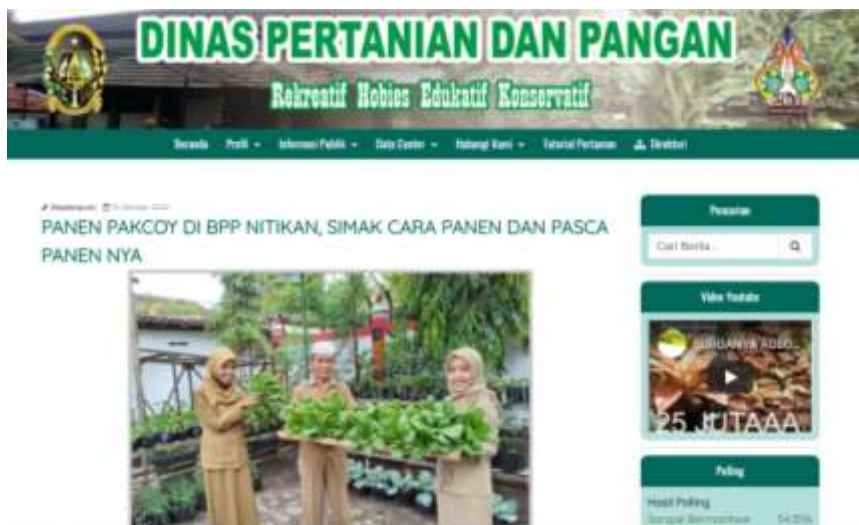 DINAS PERTANIAN DAN PANGAN
Rekreatif Hobies Edukatif Konservatif
Beranda Profil Informasi Publik Data Center Hubungi Kami Tutorial Pertanian Direktori
PANEN PAKCOY DI BPP NITIKAN, SIMAK CARA PANEN DAN PASCA
PANEN NYA
Pencarian
Cari Berita...
Video Youtube
25 JUTAAA
Polling
Hasil Polling
Sangat Bermanfaat